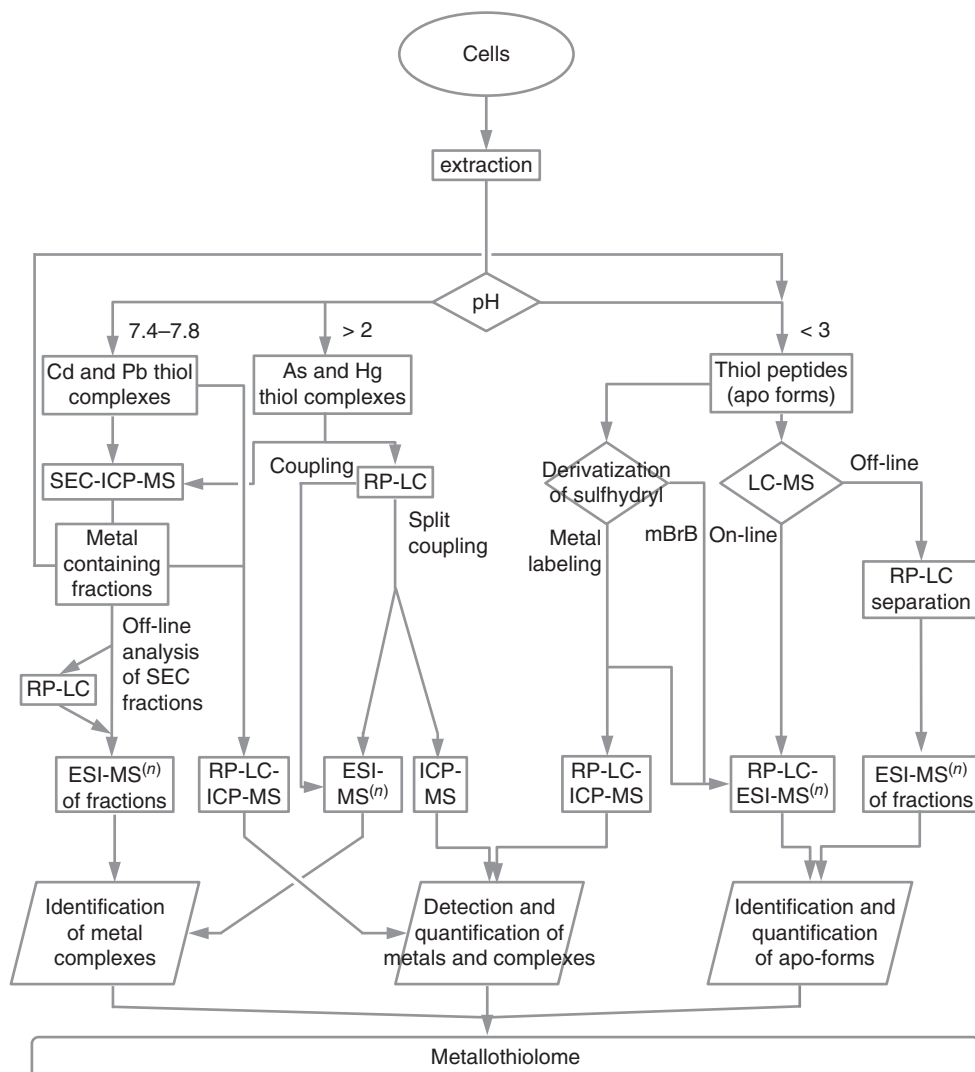 Cells
extraction
pH
7.4–7.8
> 2
< 3
Cd and Pb thiol
complexes
As and Hg
thiol complexes
Thiol peptides
(apo forms)
SEC-ICP-MS
Coupling
RP-LC
Derivatization
of sulfhydryl
LC-MS
Off-line
Metal
containing
fractions
Split
coupling
Metal
labeling
mBrB
On-line
RP-LC
separation
Off-line
analysis
of SEC
fractions
RP-LC
ESI-MS(n)
of fractions
RP-LC-
ICP-MS
ESI-
MS(n)
ICP-
MS
RP-LC-
ICP-MS
RP-LC-
ESI-MS(n)
ESI-MS(n)
of fractions
Identification
of metal
complexes
Detection and
quantification of
metals and complexes
Identification and
quantification
of apo-forms
Metallothiolome